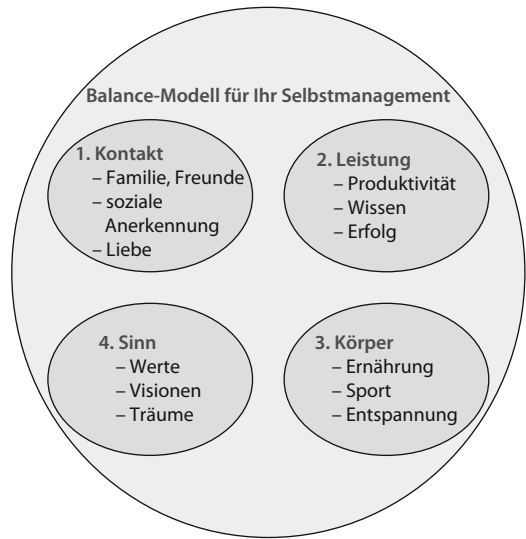 Balance-Modell für Ihr Selbstmanagement
1. Kontakt
– Familie, Freunde
– soziale
Anerkennung
– Liebe
2. Leistung
– Produktivität
– Wissen
– Erfolg
4. Sinn
– Werte
– Visionen
– Träume
3. Körper
– Ernährung
– Sport
– Entspannung